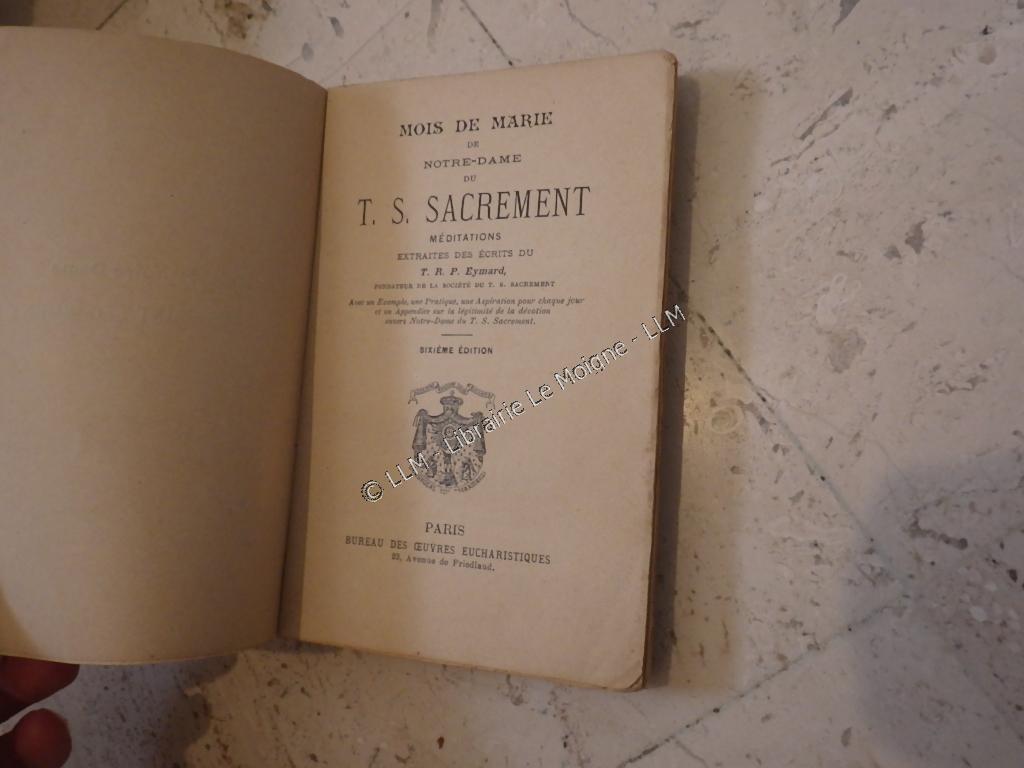 MOIS DE MARIE
DE
NOTRE-DAME
DU
T. S. SACREMENT
MÉDITATIONS
EXTRAITES DES ÉCRITS DU
T. R. P. Eymard,
FONDATEUR DE LA SOCIÉTÉ DU T. S. SACREMENT
Avec un Exemple, une Pratique, une Aspiration pour chaque jour
et un Appendice sur la légitimité de la dévotion
envers Notre-Dame du T. S. Sacrement.
SIXIÈME ÉDITION
© LLM - Librairie Le Moigne - LLM
PARIS
BUREAU DES ŒUVRES EUCHARISTIQUES
23, Avenue de Friedland.